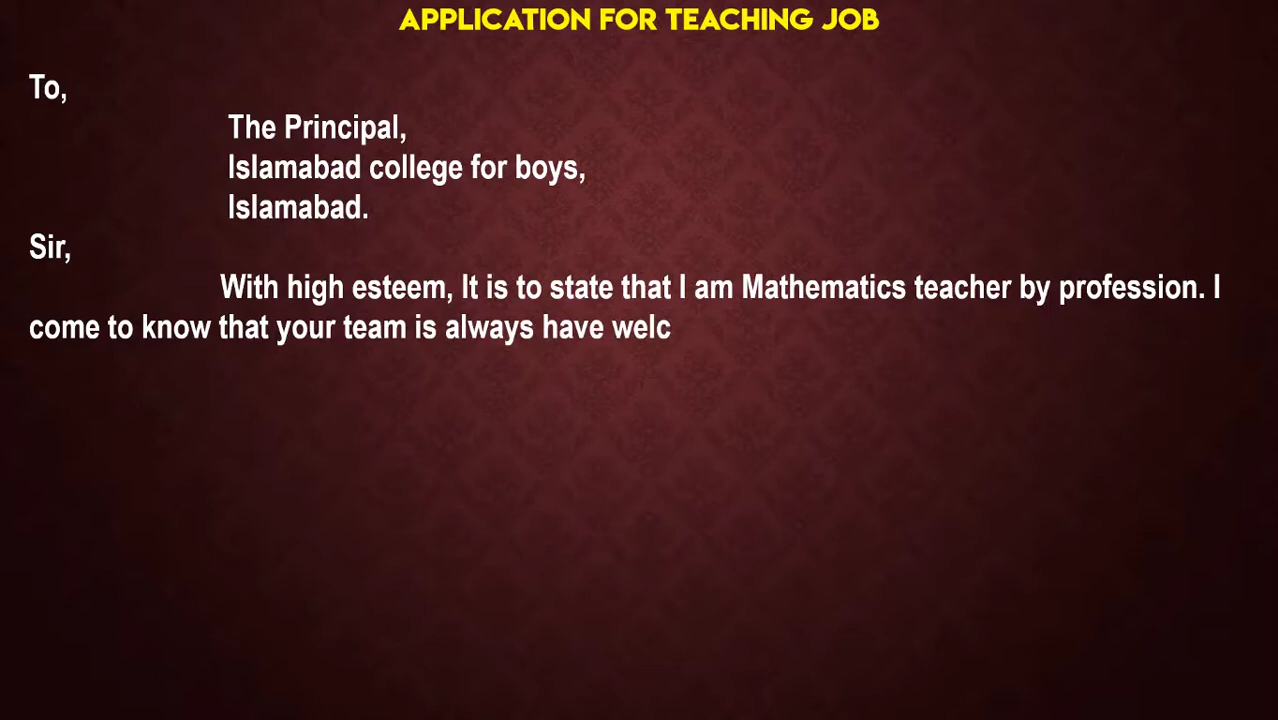 APPLICATION FOR TEACHING JOB
To,
The Principal,
Islamabad college for boys,
Islamabad.
Sir,
With high esteem, It is to state that I am Mathematics teacher by profession. I
come to know that your team is always have welc